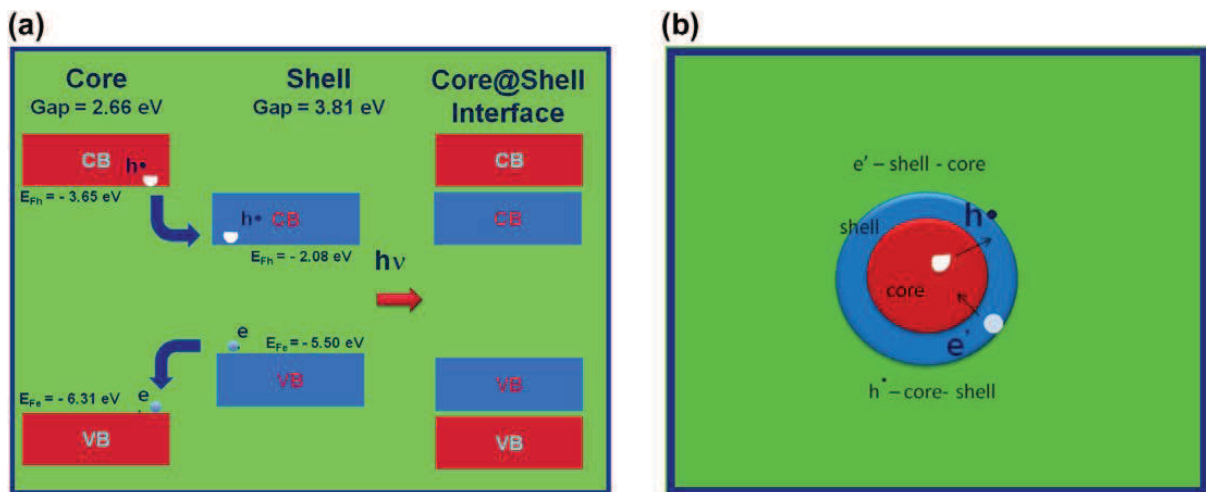 (a)
(b)
Core
Gap = 2.66 eV
Shell
Gap = 3.81 eV
Core@Shell
Interface
CB
h•
E_Fh = - 3.65 eV
h•
CB
E_Fh = - 2.08 eV
CB
CB
hν
e
E_Fe = - 5.50 eV
VB
E_Fe = - 6.31 eV
e
VB
VB
VB
e' – shell - core
h•
shell
core
e'
h• – core- shell